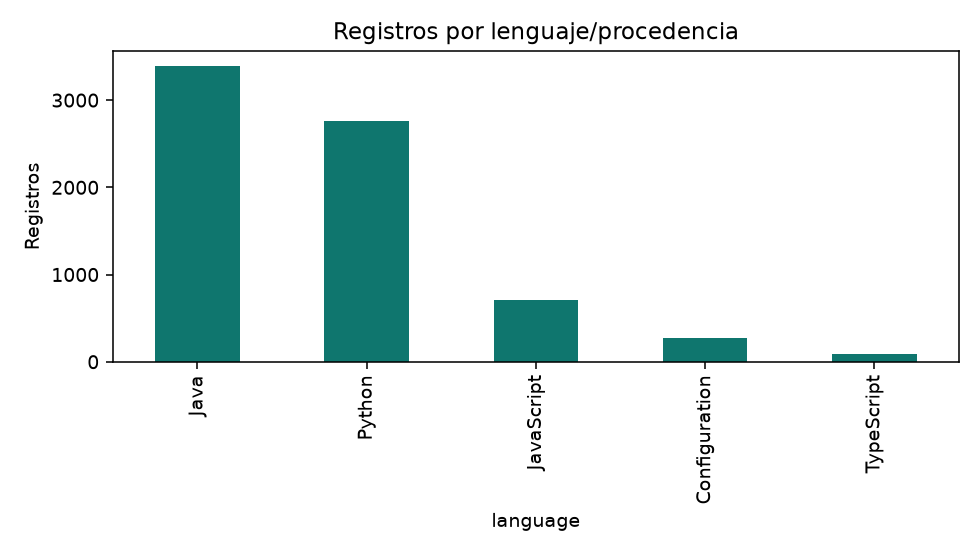 Registros por lenguaje/procedencia
Registros
3000
2000
1000
0
Java
Python
JavaScript
Configuration
TypeScript
language